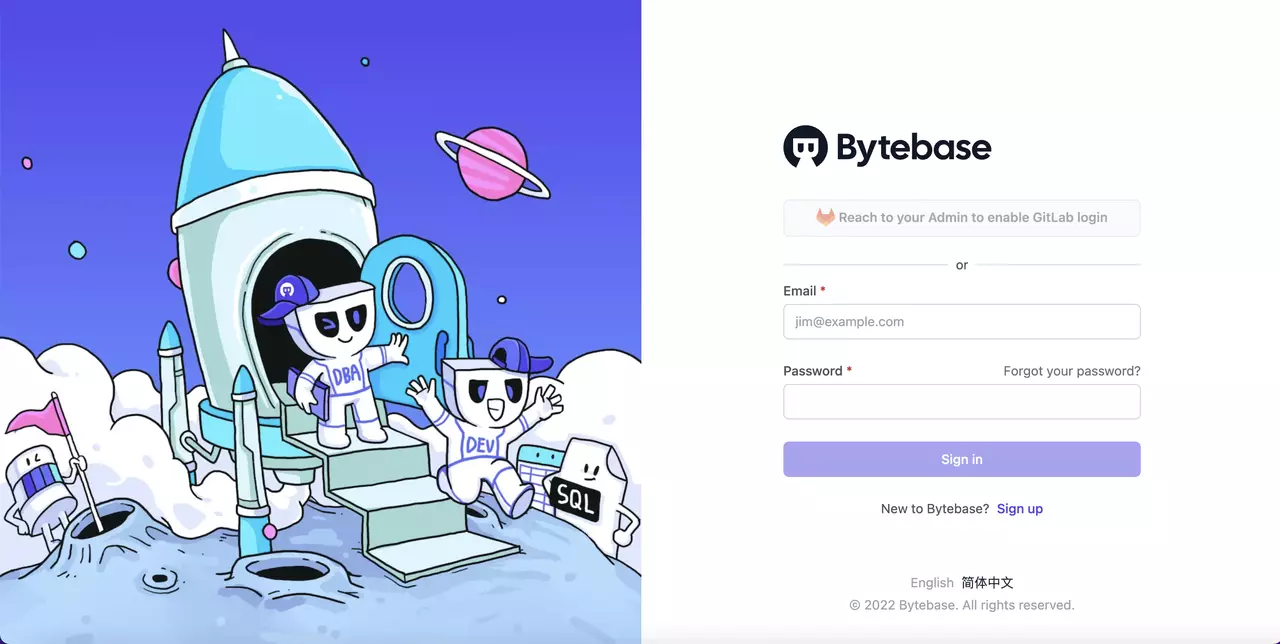 DBA
DEV
SQL
Bytebase
Reach to your Admin to enable GitLab login
or
Email *
jim@example.com
Password * Forgot your password?
Sign in
New to Bytebase? Sign up
English 简体中文
© 2022 Bytebase. All rights reserved.